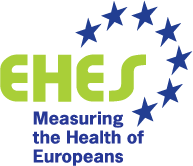 EHES
Measuring
the Health of
Europeans